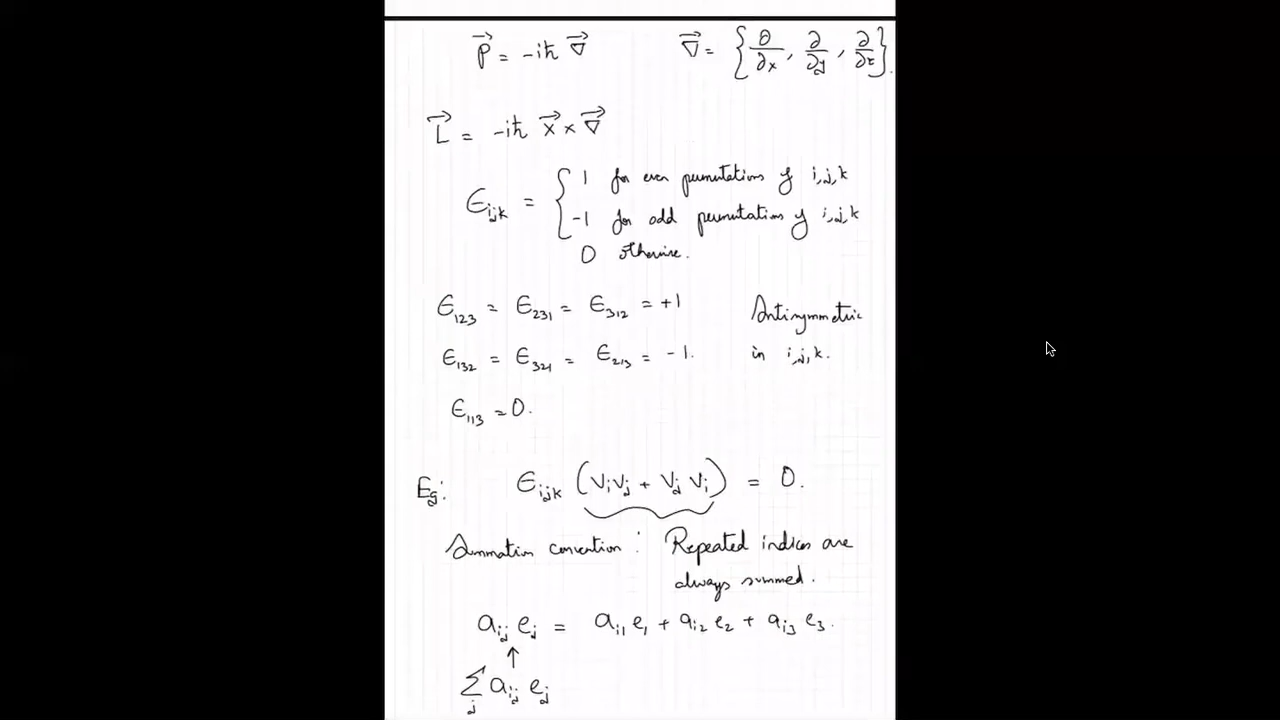 p⃗ = -iħ ∇⃗    ∇⃗ = {∂/∂x, ∂/∂y, ∂/∂z}.
L⃗ = -iħ x⃗ × ∇⃗
ϵ_ijk = { 1 for even permutations of i,j,k
-1 for odd permutations of i,j,k
0 otherwise.
ϵ_123 = ϵ_231 = ϵ_312 = +1    Antisymmetric
ϵ_132 = ϵ_321 = ϵ_213 = -1.    in i,j,k.
ϵ_113 = 0.
Eg: ϵ_ijk (v_i v_j + v_j v_i) = 0.
Summation convention : Repeated indices are
always summed.
a_ij e_j = a_i1 e_1 + a_i2 e_2 + a_i3 e_3.
↑
∑_j a_ij e_j